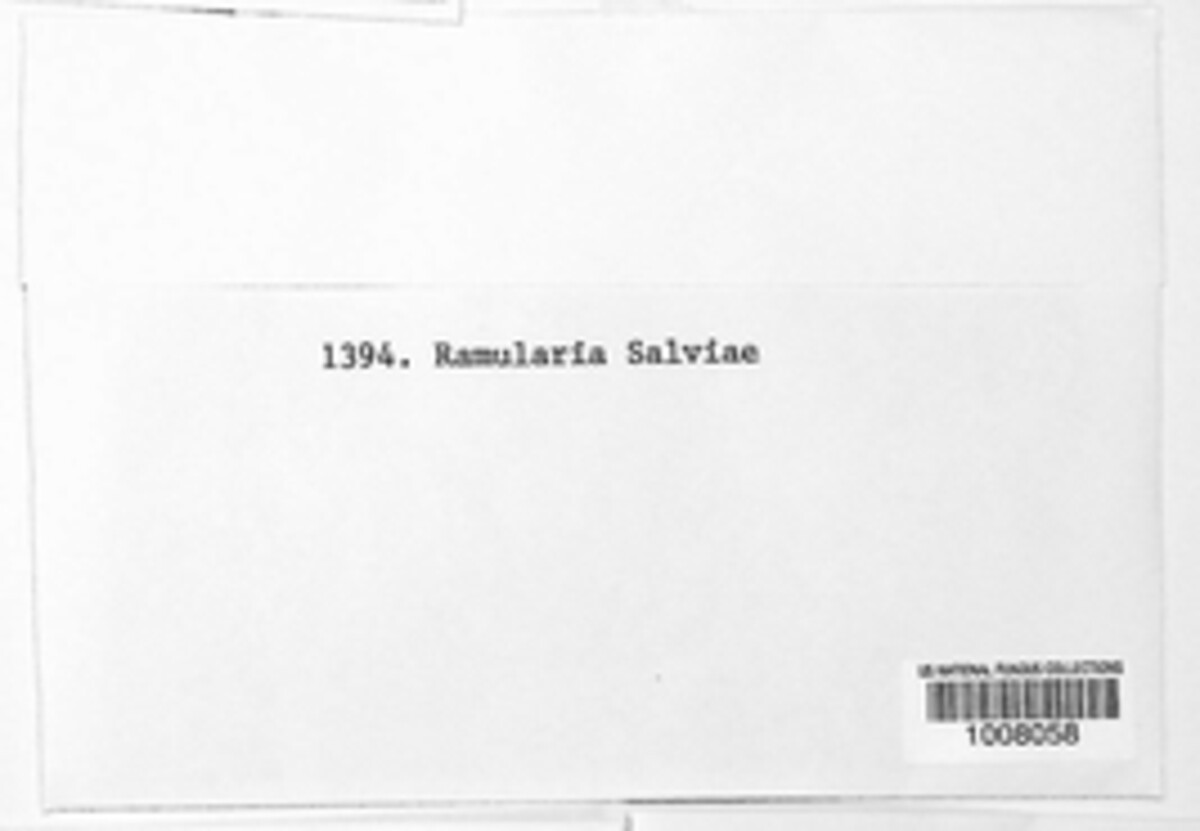 1394. Ramularia Salviae
US NATIONAL FUNGUS COLLECTIONS
1008058